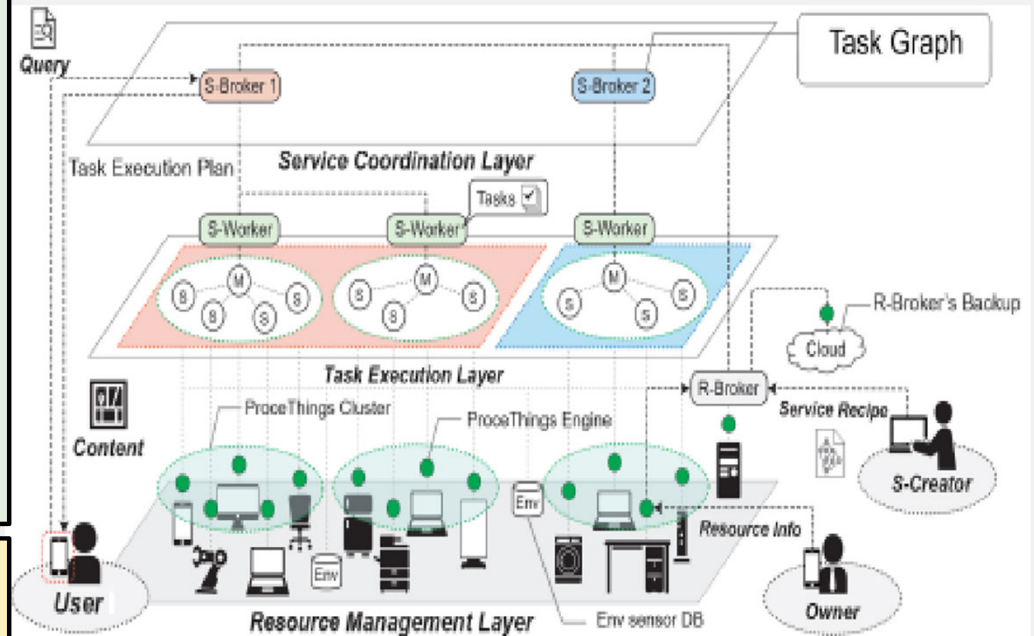 Query
Task Graph
S-Broker 1
S-Broker 2
Service Coordination Layer
Task Execution Plan
Tasks
S-Worker
S-Worker
S-Worker
M
S
S
S
S
M
S
S
S
M
S
S
S
R-Broker's Backup
Cloud
Task Execution Layer
R-Broker
ProceThings Cluster
ProceThings Engine
Service Recipe
Content
S-Creator
Env
Resource Info
Env
User
Resource Management Layer
Env sensor DB
Owner